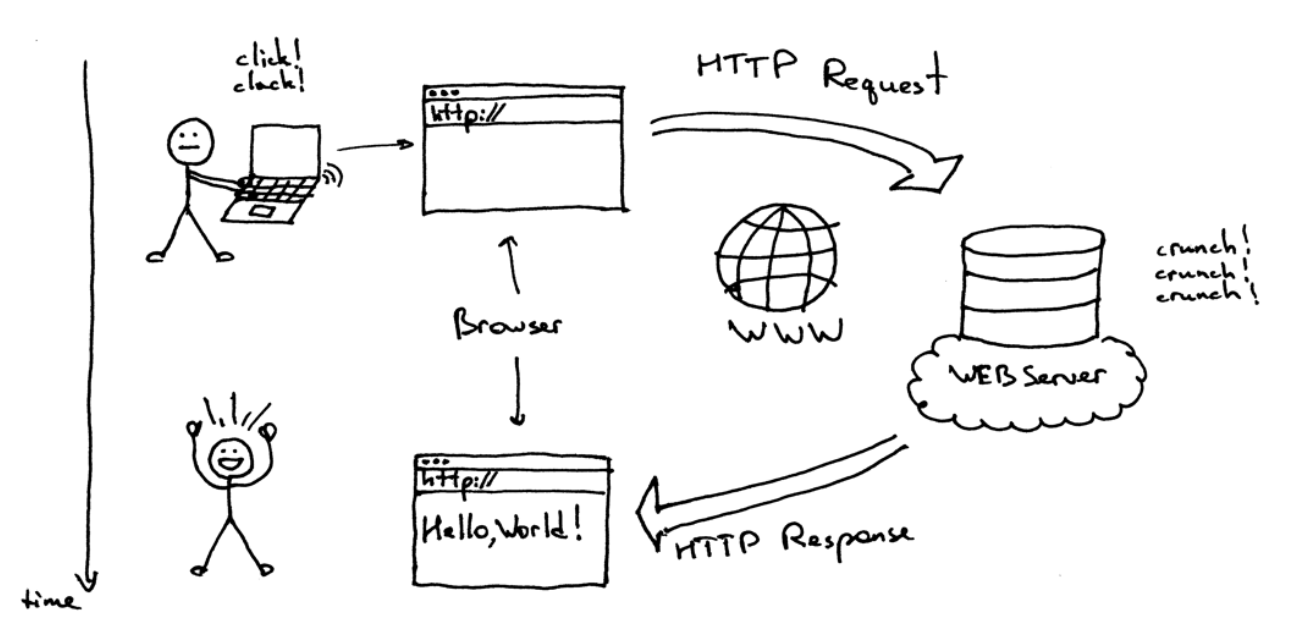 click!
clack!
http://
HTTP Request
Browser
WWW
crunch!
crunch!
crunch!
WEB Server
http://
Hello, World!
HTTP Response
time